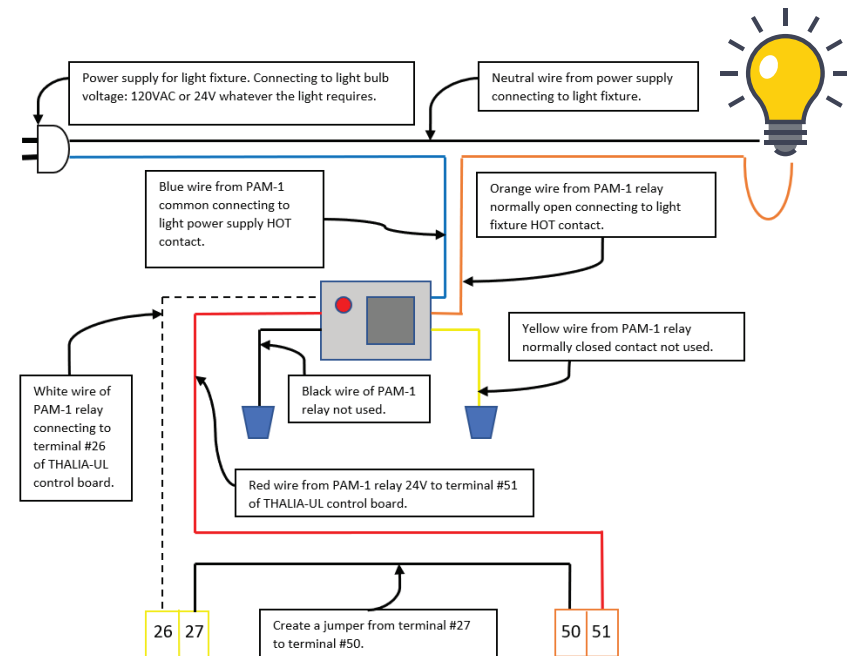 Power supply for light fixture. Connecting to light bulb
voltage: 120VAC or 24V whatever the light requires.
Neutral wire from power supply
connecting to light fixture.
Blue wire from PAM-1
common connecting to
light power supply HOT
contact.
Orange wire from PAM-1 relay
normally open connecting to light
fixture HOT contact.
Yellow wire from PAM-1 relay
normally closed contact not used.
White wire of
PAM-1 relay
connecting to
terminal #26
of THALIA-UL
control board.
Black wire of PAM-1
relay not used.
Red wire from PAM-1 relay 24V to terminal #51
of THALIA-UL control board.
26 27
Create a jumper from terminal #27
to terminal #50.
50 51